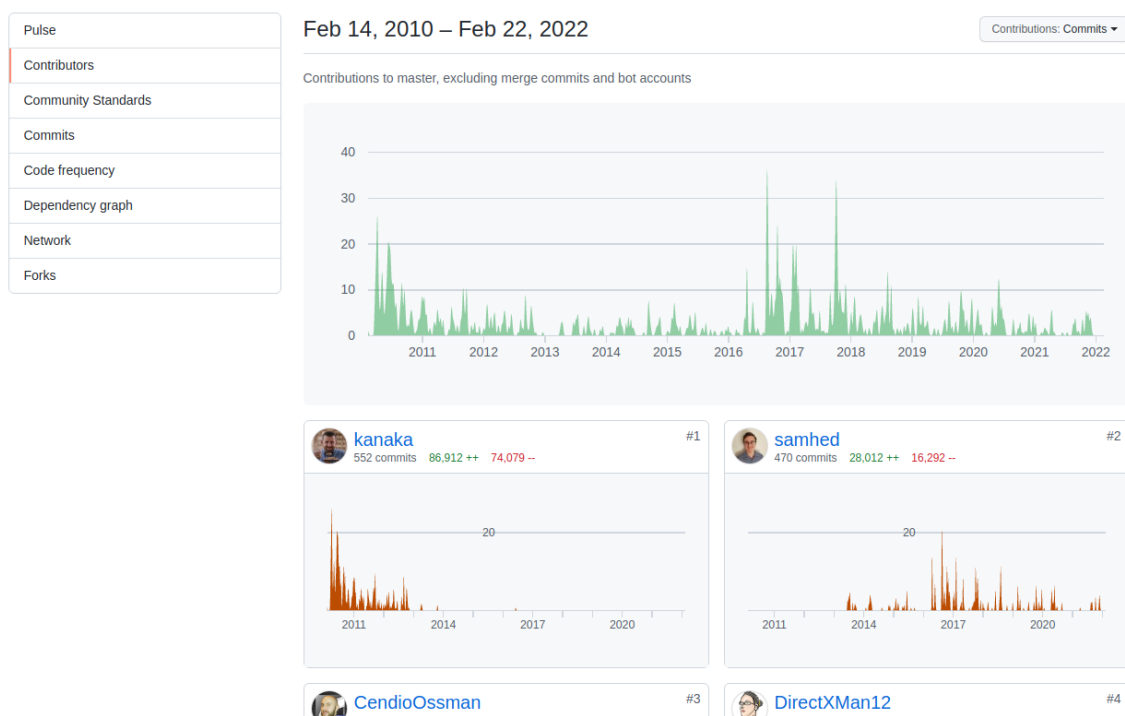 Pulse
Contributors
Community Standards
Commits
Code frequency
Dependency graph
Network
Forks
Feb 14, 2010 – Feb 22, 2022
Contributions: Commits
Contributions to master, excluding merge commits and bot accounts
40
30
20
10
0
2011 2012 2013 2014 2015 2016 2017 2018 2019 2020 2021 2022
kanaka #1
552 commits 86,912 ++ 74,079 --
20
2011 2014 2017 2020
samhed #2
470 commits 28,012 ++ 16,292 --
20
2011 2014 2017 2020
CendioOssman #3
DirectXMan12 #4